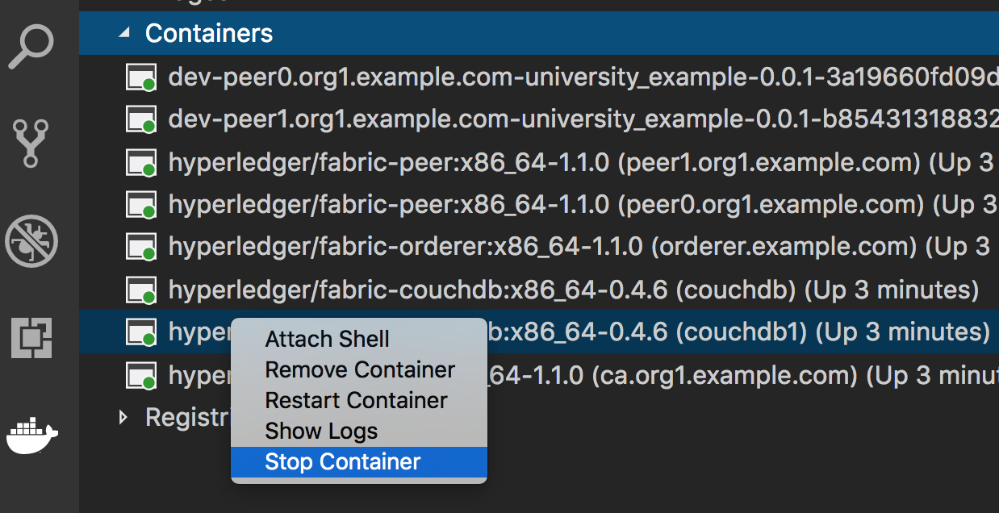 Containers
dev-peer0.org1.example.com-university_example-0.0.1-3a19660fd09d
dev-peer1.org1.example.com-university_example-0.0.1-b85431318832
hyperledger/fabric-peer:x86_64-1.1.0 (peer1.org1.example.com) (Up 3
hyperledger/fabric-peer:x86_64-1.1.0 (peer0.org1.example.com) (Up 3
hyperledger/fabric-orderer:x86_64-1.1.0 (orderer.example.com) (Up 3
hyperledger/fabric-couchdb:x86_64-0.4.6 (couchdb) (Up 3 minutes)
hyper b:x86_64-0.4.6 (couchdb1) (Up 3 minutes)
hyper _64-1.1.0 (ca.org1.example.com) (Up 3 minut
Registri
Attach Shell
Remove Container
Restart Container
Show Logs
Stop Container